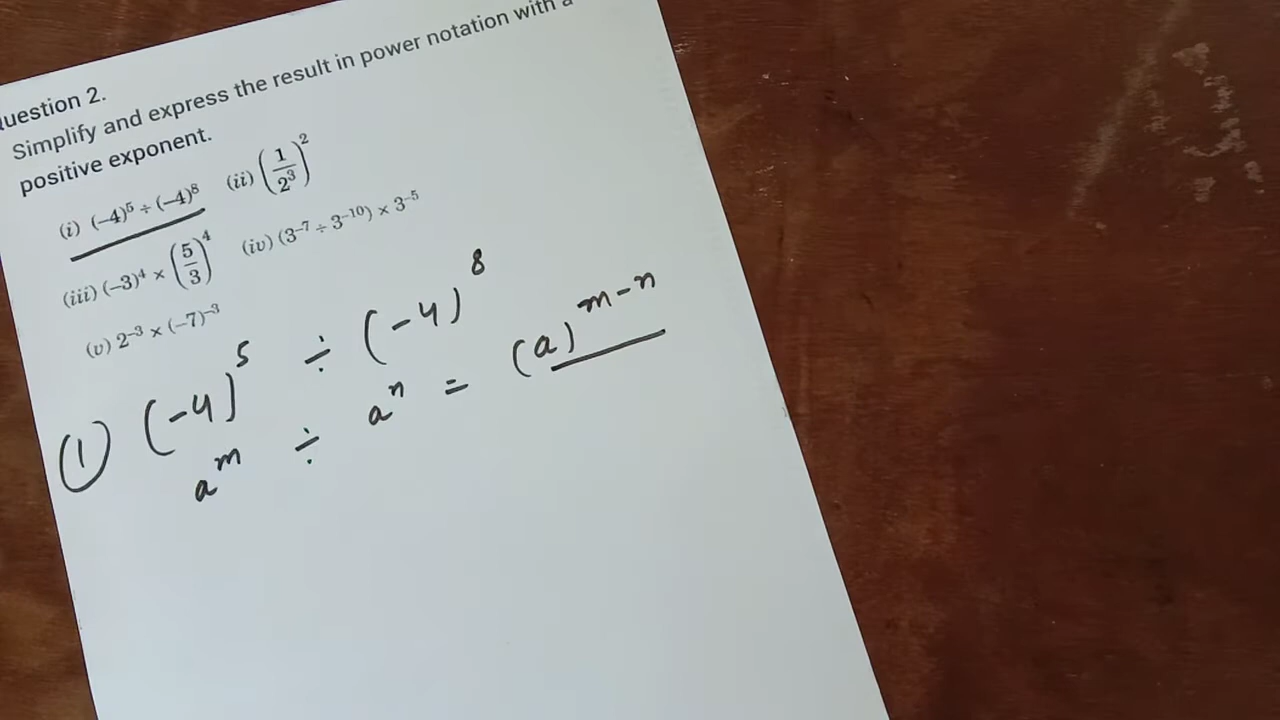 uestion 2.
Simplify and express the result in power notation with a
positive exponent.
(i) (−4)⁵ ÷ (−4)⁸ (ii) (1/2³)²
(iii) (−3)⁴ × (5/3)⁴ (iv) (3⁻⁷ ÷ 3⁻¹⁰) × 3⁻⁵
(v) 2⁻³ × (−7)⁻³
① (-4)⁵ ÷ (-4)⁸
aᵐ ÷ aⁿ = (a)ᵐ⁻ⁿ